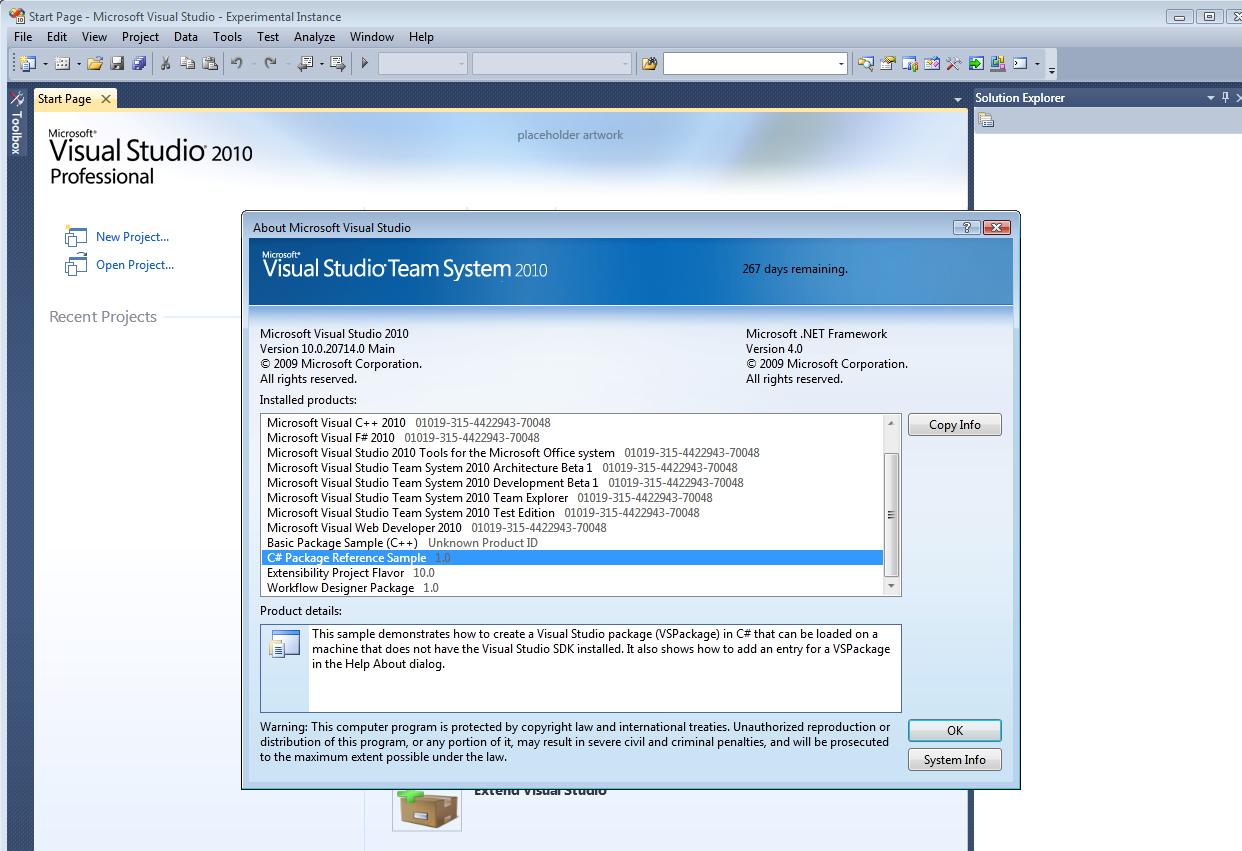 Start Page - Microsoft Visual Studio - Experimental Instance
File Edit View Project Data Tools Test Analyze Window Help
Start Page
Solution Explorer
Toolbox
Microsoft®
Visual Studio® 2010
Professional
placeholder artwork
New Project...
Open Project...
Recent Projects
About Microsoft Visual Studio
Microsoft®
Visual Studio® Team System 2010
267 days remaining.
Microsoft Visual Studio 2010
Version 10.0.20714.0 Main
© 2009 Microsoft Corporation.
All rights reserved.
Microsoft .NET Framework
Version 4.0
© 2009 Microsoft Corporation.
All rights reserved.
Installed products:
Microsoft Visual C++ 2010 01019-315-4422943-70048
Microsoft Visual F# 2010 01019-315-4422943-70048
Microsoft Visual Studio 2010 Tools for the Microsoft Office system 01019-315-4422943-70048
Microsoft Visual Studio Team System 2010 Architecture Beta 1 01019-315-4422943-70048
Microsoft Visual Studio Team System 2010 Development Beta 1 01019-315-4422943-70048
Microsoft Visual Studio Team System 2010 Team Explorer 01019-315-4422943-70048
Microsoft Visual Studio Team System 2010 Test Edition 01019-315-4422943-70048
Microsoft Visual Web Developer 2010 01019-315-4422943-70048
Basic Package Sample (C++) Unknown Product ID
C# Package Reference Sample 1.0
Extensibility Project Flavor 10.0
Workflow Designer Package 1.0
Copy Info
Product details:
This sample demonstrates how to create a Visual Studio package (VSPackage) in C# that can be loaded on a
machine that does not have the Visual Studio SDK installed. It also shows how to add an entry for a VSPackage
in the Help About dialog.
Warning: This computer program is protected by copyright law and international treaties. Unauthorized reproduction or
distribution of this program, or any portion of it, may result in severe civil and criminal penalties, and will be prosecuted
to the maximum extent possible under the law.
OK
System Info
Extend Visual Studio